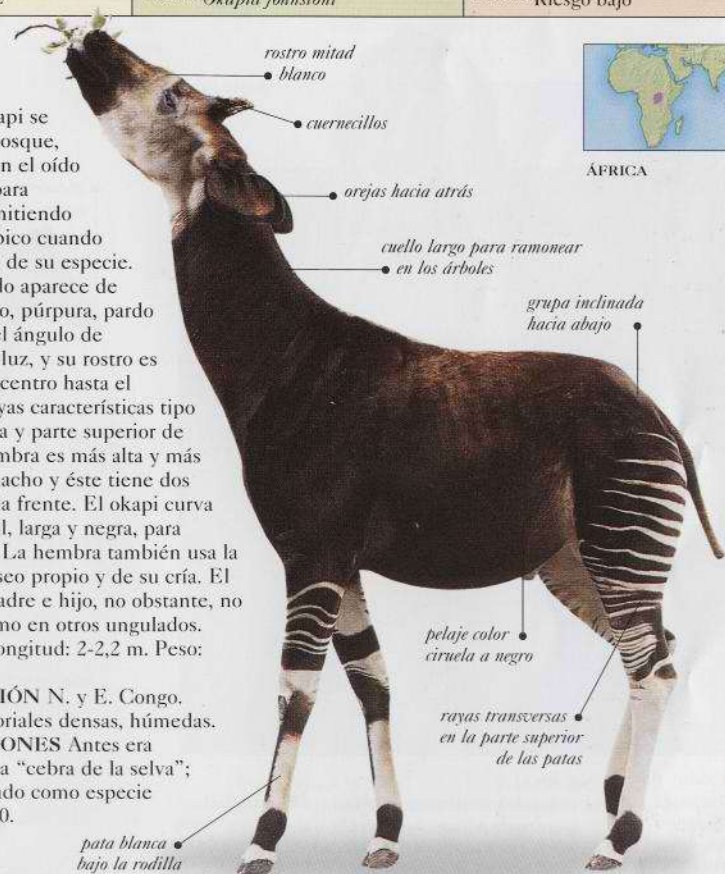 Okapia johnstoni
Riesgo bajo
rostro mitad
blanco
cuernecillos
orejas hacia atrás
cuello largo para ramonear
en los árboles
grupa inclinada
hacia abajo
ÁFRICA
api se
osque,
n el oído
para
mitiendo
pico cuando
de su especie.
lo aparece de
o, púrpura, pardo
el ángulo de
luz, y su rostro es
centro hasta el
yas características tipo
a y parte superior de
mbra es más alta y más
acho y éste tiene dos
a frente. El okapi curva
l, larga y negra, para
La hembra también usa la
seo propio y de su cría. El
adre e hijo, no obstante, no
mo en otros ungulados.
ongitud: 2-2,2 m. Peso:
IÓN N. y E. Congo.
oriales densas, húmedas.
ONES Antes era
a “cebra de la selva”;
ado como especie
0.
pelaje color
ciruela a negro
rayas transversas
en la parte superior
de las patas
pata blanca
bajo la rodilla